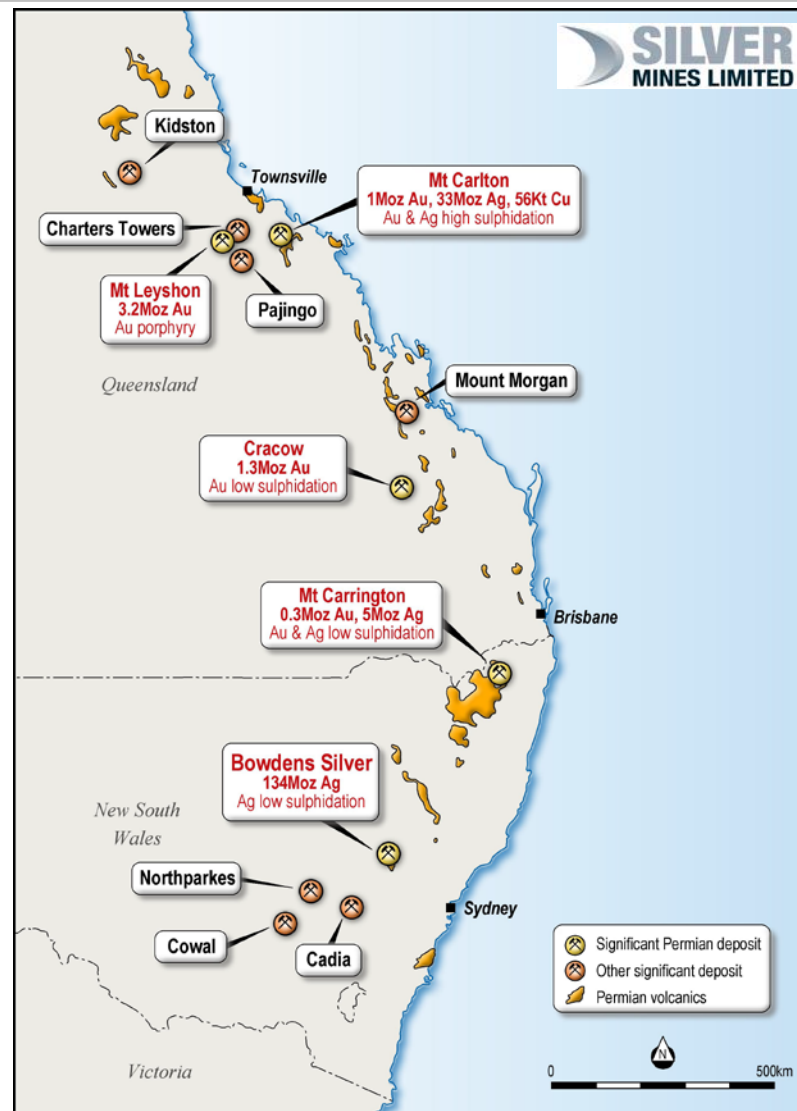 SILVER
MINES LIMITED
Kidston
Townsville
Mt Carlton
1Moz Au, 33Moz Ag, 56Kt Cu
Au & Ag high sulphidation
Charters Towers
Mt Leyshon
3.2Moz Au
Au porphyry
Pajingo
Queensland
Mount Morgan
Cracow
1.3Moz Au
Au low sulphidation
Mt Carrington
0.3Moz Au, 5Moz Ag
Au & Ag low sulphidation
Brisbane
Bowdens Silver
134Moz Ag
Ag low sulphidation
New South
Wales
Northparkes
Sydney
Cowal
Cadia
Significant Permian deposit
Other significant deposit
Permian volcanics
N
Victoria
0 500km